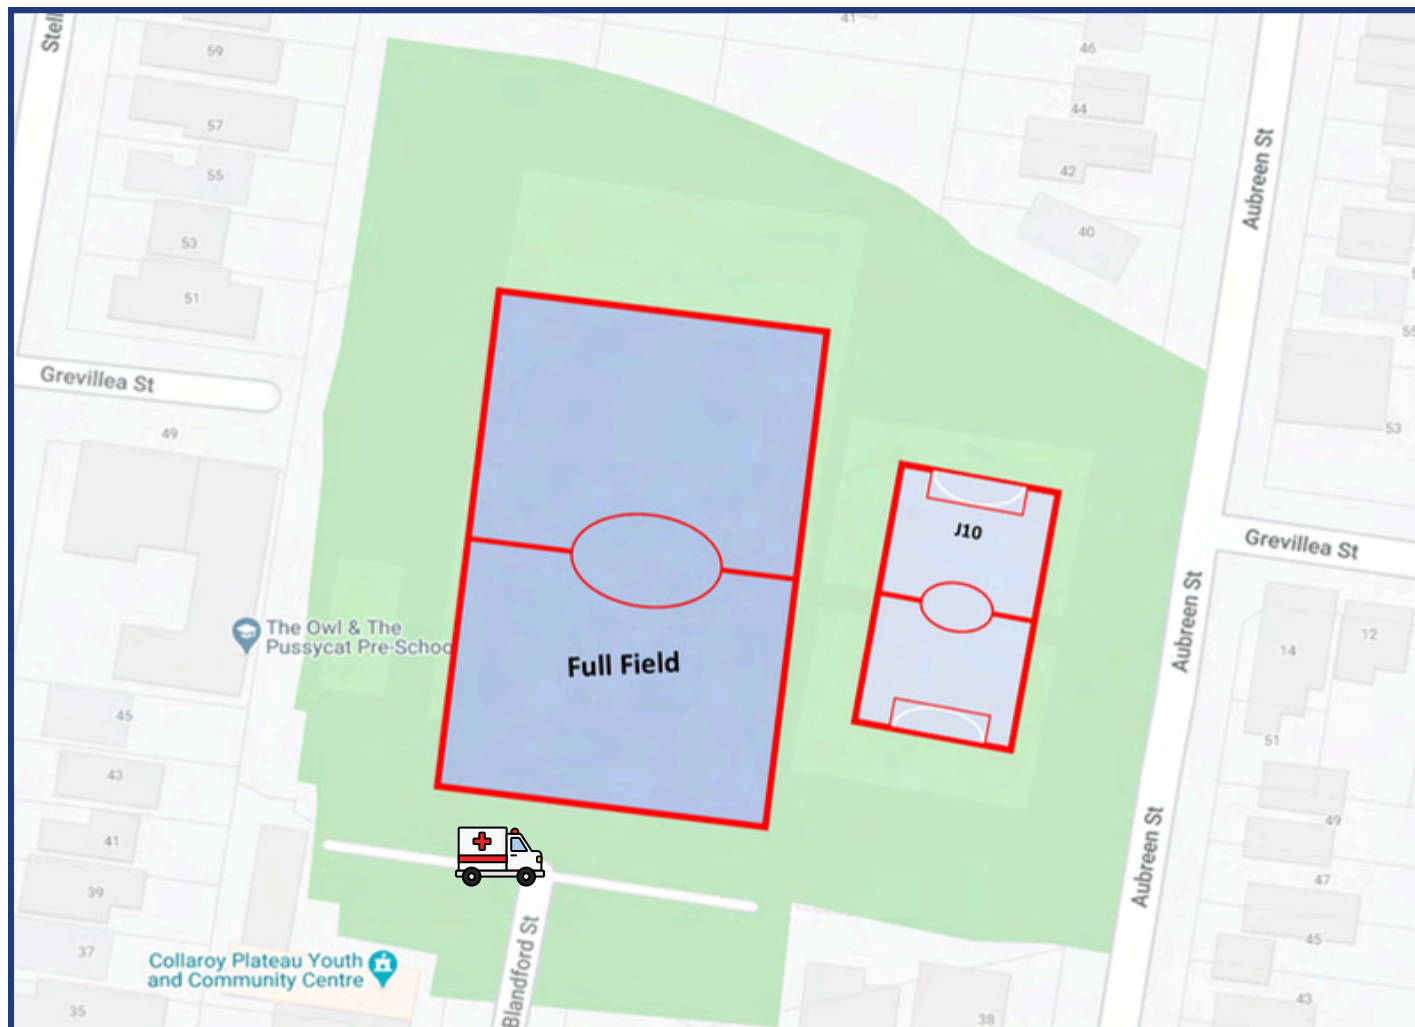 Stell
59
57
55
53
51
41
46
44
42
40
Aubreen St
Grevillea St
49
53
J10
Grevillea St
Aubreen St
The Owl & The
Pussycat Pre-Schoo
Full Field
14
12
51
45
43
41
39
37
35
Aubreen St
49
47
45
43
38
Blandford St
Collaroy Plateau Youth
and Community Centre